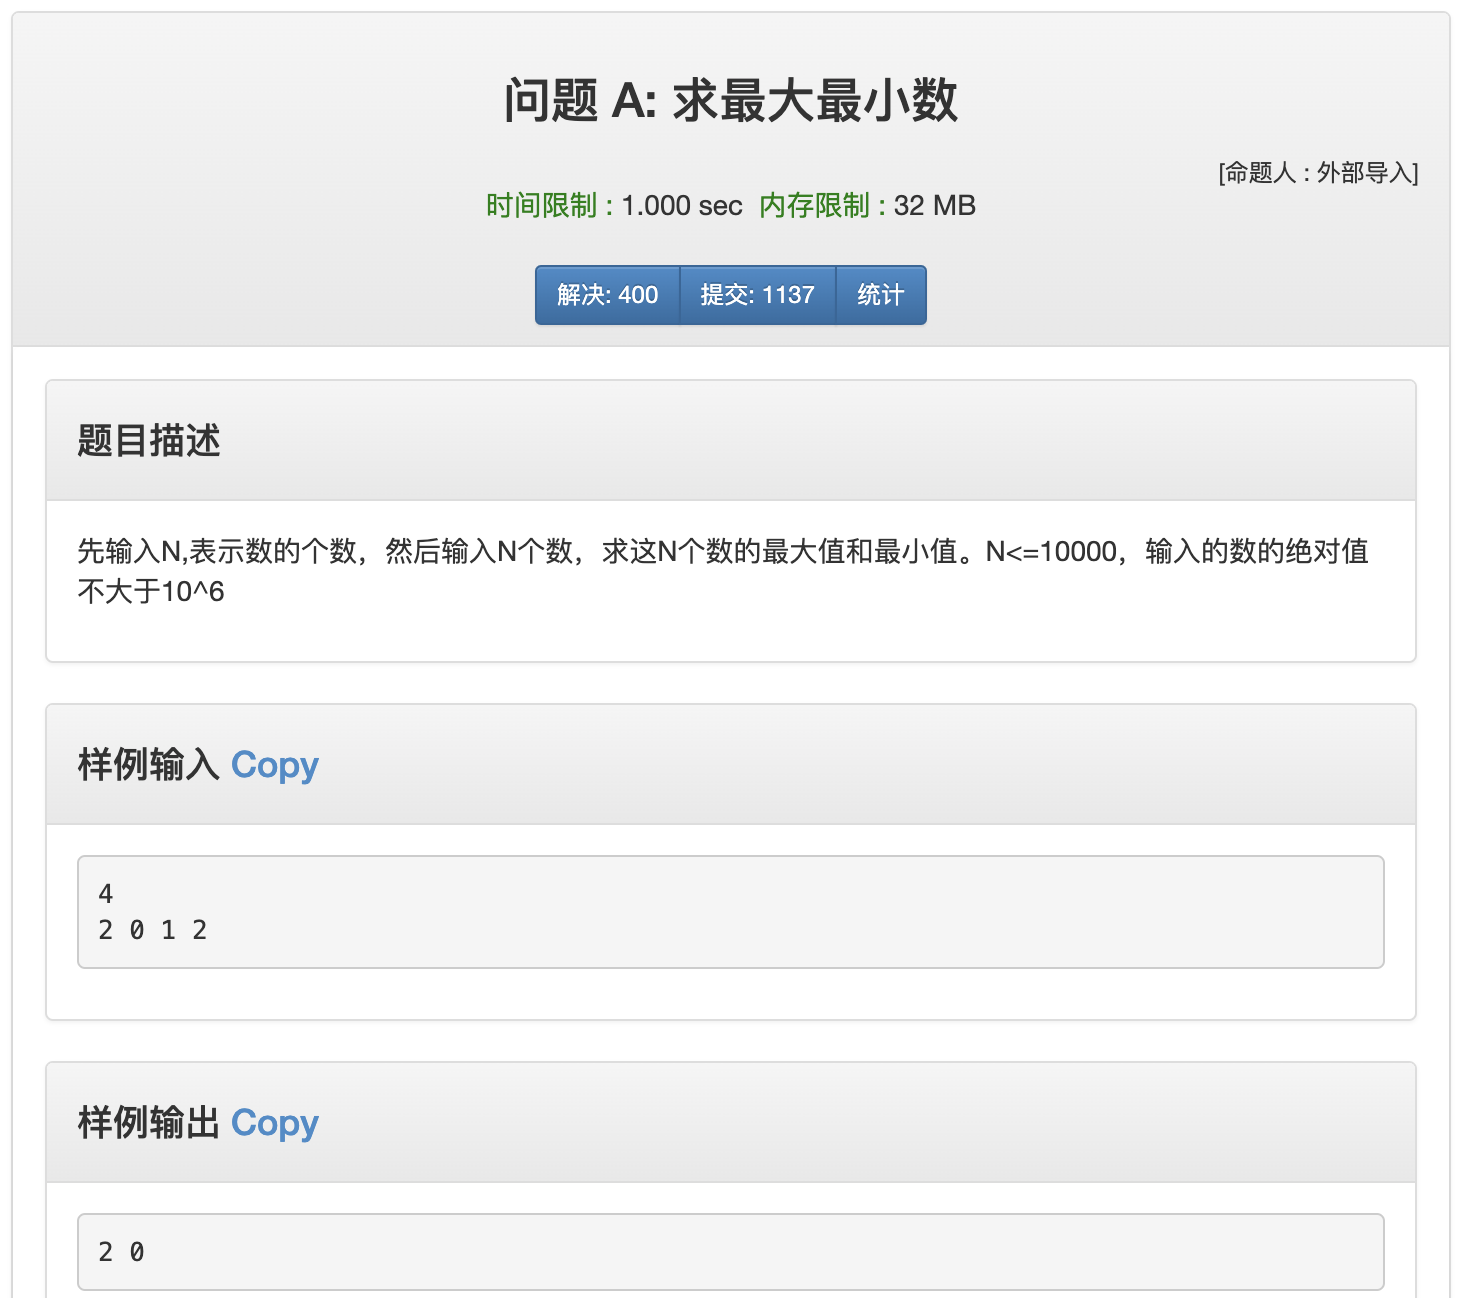 问题 A: 求最大最小数
[命题人 : 外部导入]
时间限制 : 1.000 sec 内存限制 : 32 MB
解决: 400 提交: 1137 统计
题目描述
先输入N,表示数的个数，然后输入N个数，求这N个数的最大值和最小值。N<=10000，输入的数的绝对值
不大于10^6
样例输入 Copy
4
2 0 1 2
样例输出 Copy
2 0